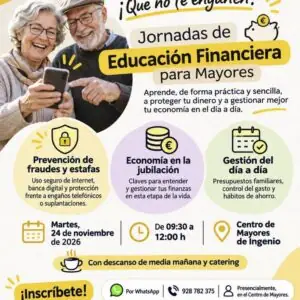 ¡Que no te engañen!
Jornadas de
Educación Financiera
para Mayores
Aprende, de forma práctica y sencilla,
a proteger tu dinero y a gestionar mejor
tu economía en el día a día.
Prevención de
fraudes y estafas
Uso seguro de internet,
banca digital y protección
frente a engaños telefónicos
o suplantaciones.
Economía en la
jubilación
Claves para entender
y gestionar tus finanzas
en esta etapa de la vida.
Gestión del
día a día
Presupuestos familiares,
control del gasto y
hábitos de ahorro.
Martes,
24 de noviembre
de 2026
De 09:30 a
12:00 h
Centro de
Mayores
de Ingenio
Con descanso de media mañana y catering
¡Inscríbete!
Por WhatsApp
928 782 375
Presencialmente,
en el Centro de Mayores.